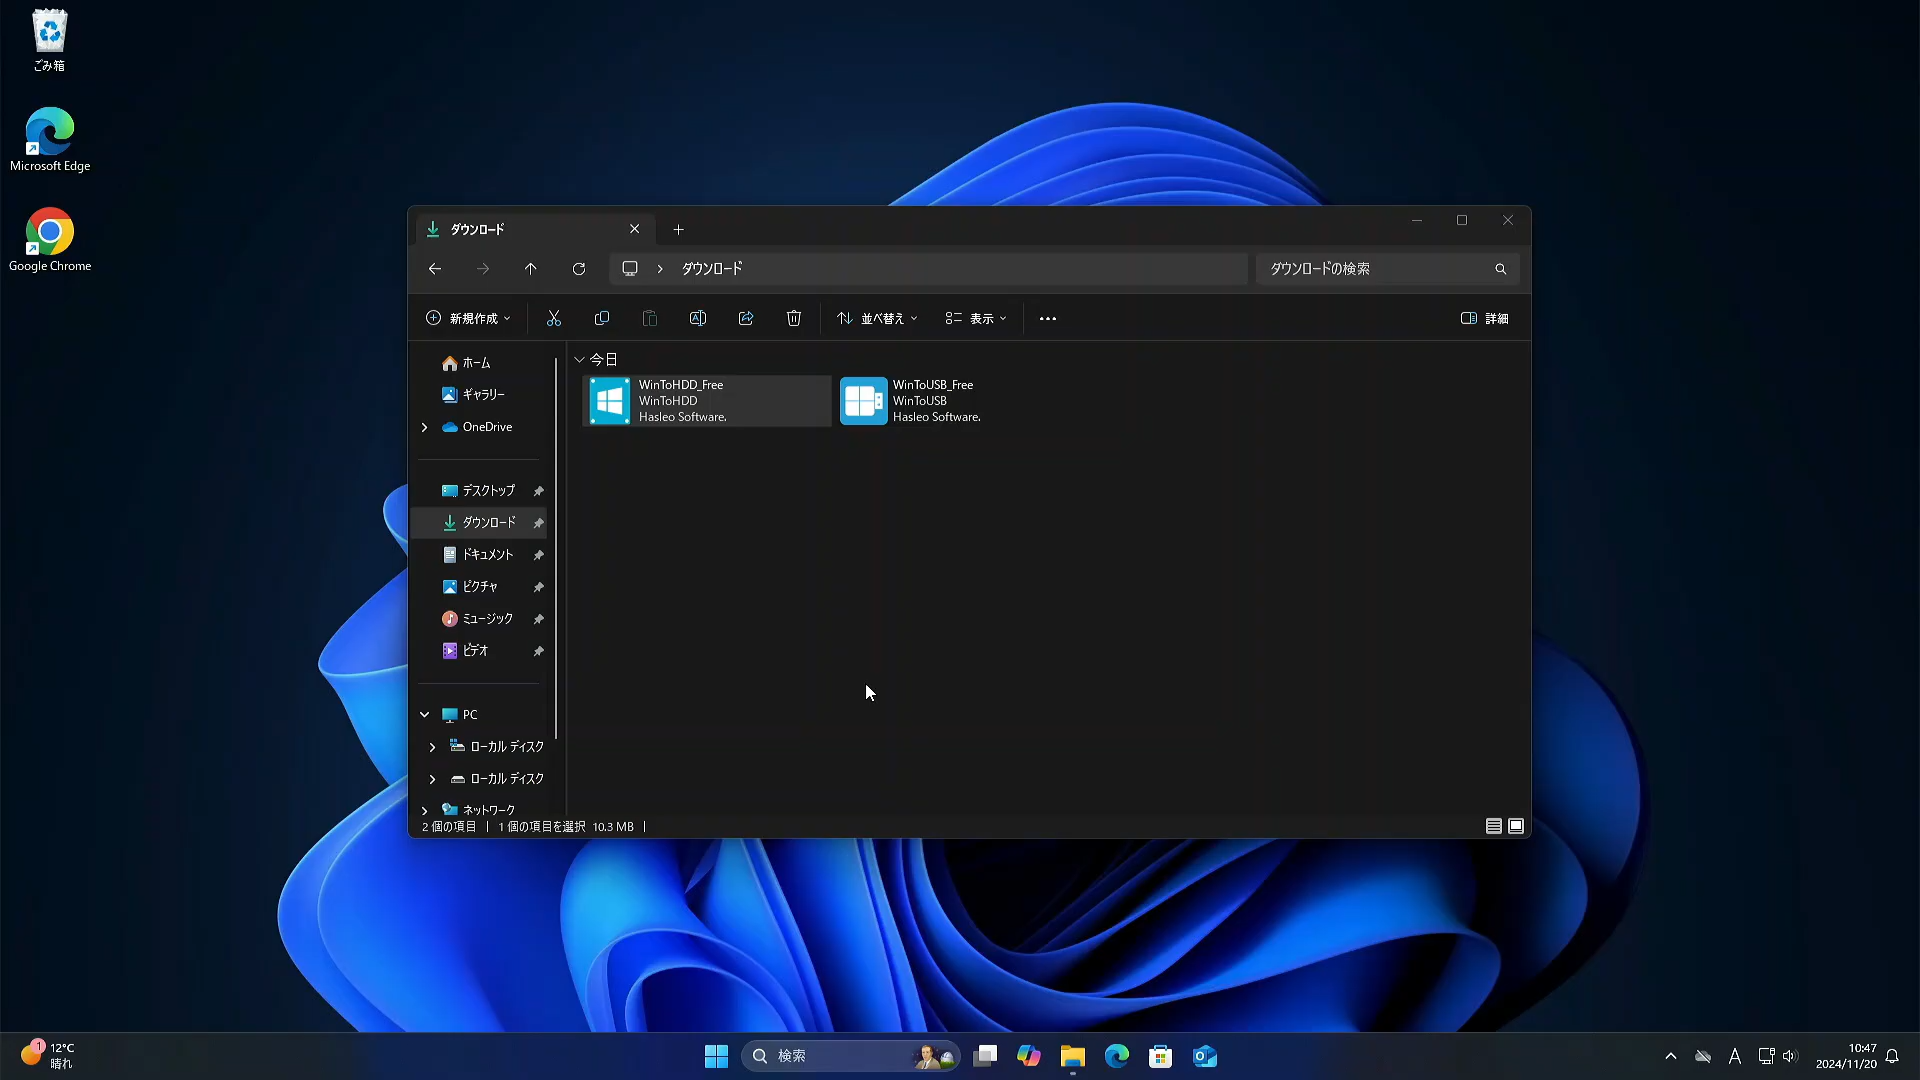 ごみ箱
Microsoft Edge
Google Chrome
ダウンロード
ダウンロード
ダウンロードの検索
新規作成
並べ替え
表示
詳細
ホーム
ギャラリー
OneDrive
デスクトップ
ダウンロード
ドキュメント
ピクチャ
ミュージック
ビデオ
PC
ローカル ディスク
ローカル ディスク
ネットワーク
今日
WinToHDD_Free
WinToHDD
Hasleo Software.
WinToUSB_Free
WinToUSB
Hasleo Software.
2 個の項目 | 1 個の項目を選択 10.3 MB |
1
12°C
晴れ
検索
A
10:47
2024/11/20